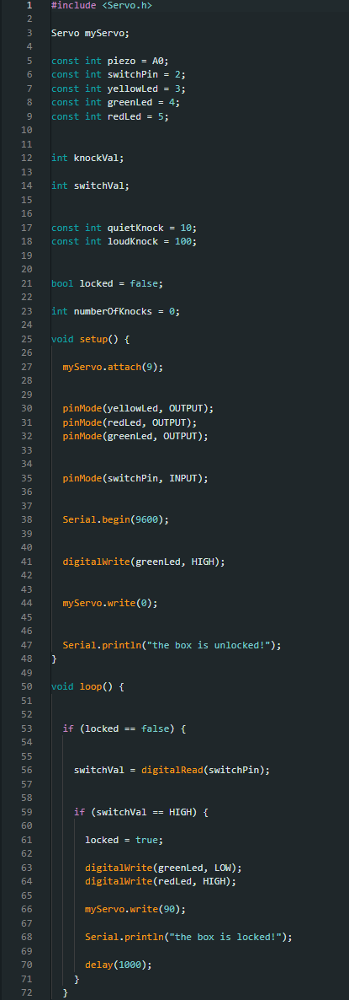 1 #include <Servo.h>
2
3 Servo myServo;
4
5 const int piezo = A0;
6 const int switchPin = 2;
7 const int yellowLed = 3;
8 const int greenLed = 4;
9 const int redLed = 5;
10
11
12 int knockVal;
13
14 int switchVal;
15
16
17 const int quietKnock = 10;
18 const int loudKnock = 100;
19
20
21 bool locked = false;
22
23 int numberOfKnocks = 0;
24
25 void setup() {
26
27 myServo.attach(9);
28
29
30 pinMode(yellowLed, OUTPUT);
31 pinMode(redLed, OUTPUT);
32 pinMode(greenLed, OUTPUT);
33
34
35 pinMode(switchPin, INPUT);
36
37
38 Serial.begin(9600);
39
40
41 digitalWrite(greenLed, HIGH);
42
43
44 myServo.write(0);
45
46
47 Serial.println("the box is unlocked!");
48 }
49
50 void loop() {
51
52
53 if (locked == false) {
54
55
56 switchVal = digitalRead(switchPin);
57
58
59 if (switchVal == HIGH) {
60
61 locked = true;
62
63 digitalWrite(greenLed, LOW);
64 digitalWrite(redLed, HIGH);
65
66 myServo.write(90);
67
68 Serial.println("the box is locked!");
69
70 delay(1000);
71 }
72 }